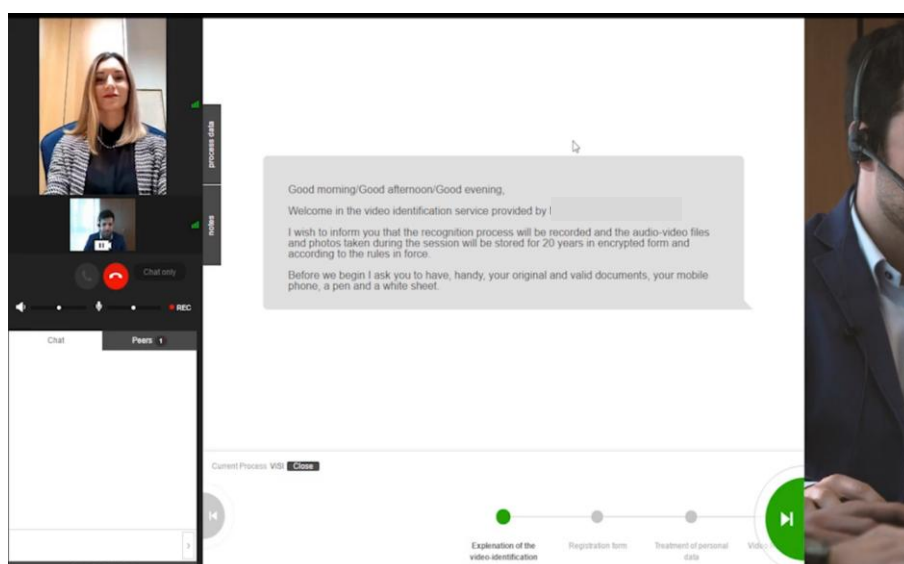 process data
notes
Chat only
REC
Chat
Peers 1
Good morning/Good afternoon/Good evening,
Welcome in the video identification service provided by
I wish to inform you that the recognition process will be recorded and the audio-video files
and photos taken during the session will be stored for 20 years in encrypted form and
according to the rules in force.
Before we begin I ask you to have, handy, your original and valid documents, your mobile
phone, a pen and a white sheet.
Current Process VISI Close
Explenation of the
video-identification
Registration form
Treatment of personal
data
Video